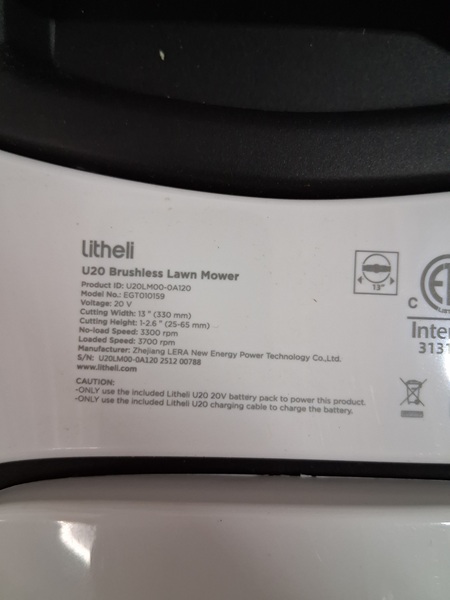 Litheli
U20 Brushless Lawn Mower
Product ID: U20LM00-0A120
Model No.: EGT010159
Voltage: 20 V
Cutting Width: 13" (330 mm)
Cutting Height: 1-2.6" (25-65 mm)
No-load Speed: 3300 rpm
Loaded Speed: 3700 rpm
Manufacturer: Zhejiang LERA New Energy Power Technology Co.,Ltd.
S/N: U20LM00-0A120 2512 00788
www.litheli.com
CAUTION:
-ONLY use the included Litheli U20 20V battery pack to power this product.
-ONLY use the included Litheli U20 charging cable to charge the battery.
13"
C
Inter
3131